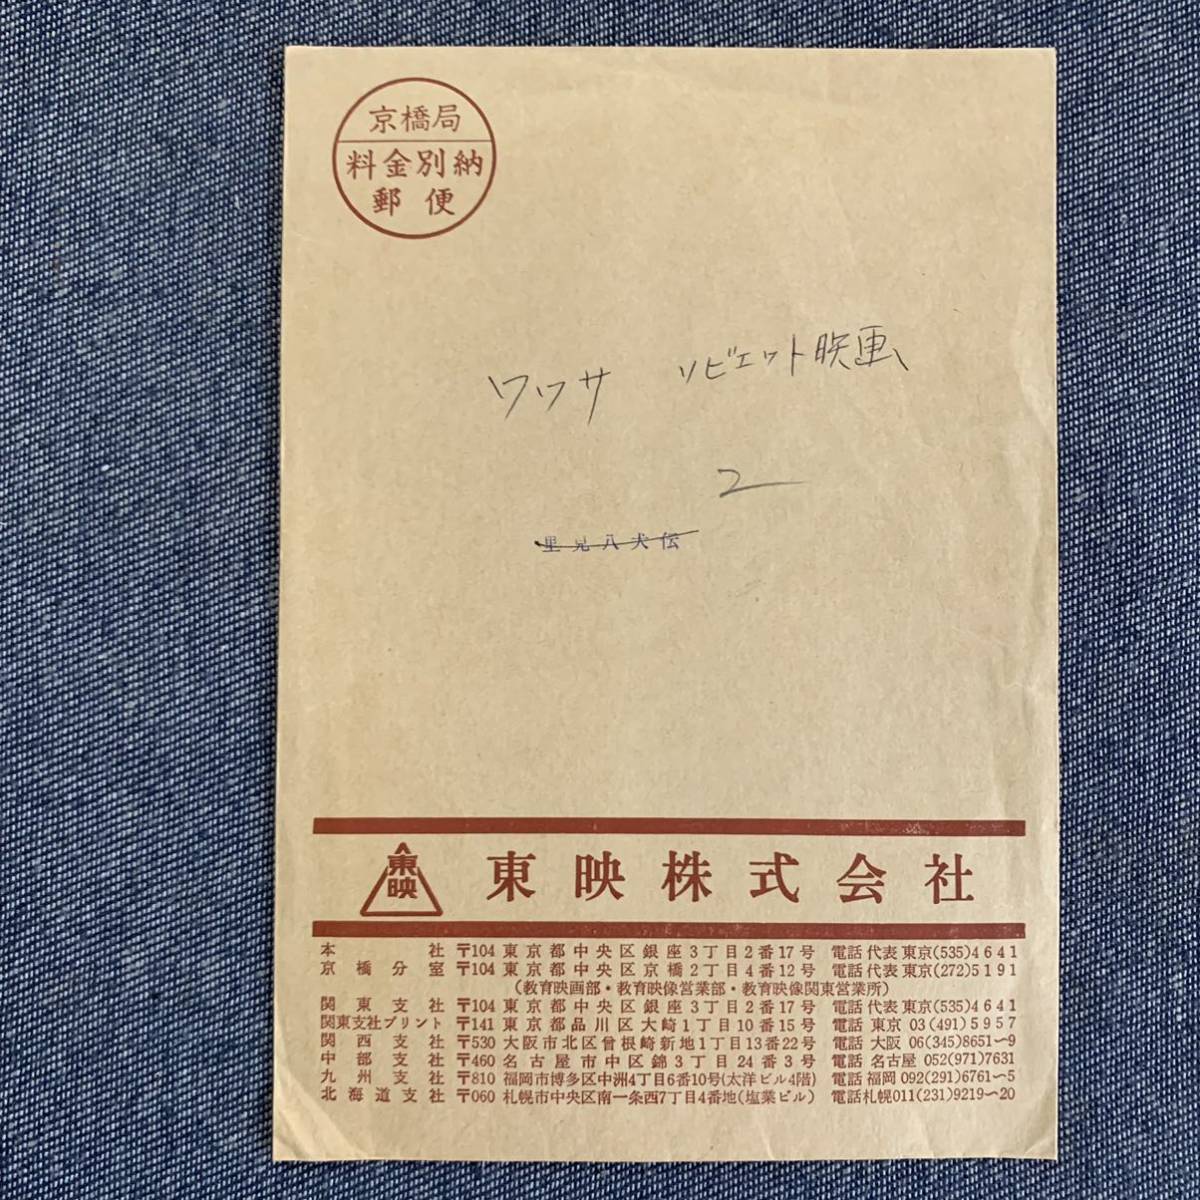 京橋局
料金別納
郵便
ワワサ ソビエット映画
2
里見八犬伝
東映
東映株式会社
本社 〒104 東京都中央区銀座3丁目2番17号 電話 代表 東京(535)4641
京橋分室 〒104 東京都中央区京橋2丁目4番12号 電話 代表 東京(272)5191
(教育映画部・教育映像営業部・教育映像関東営業所)
関東支社 〒104 東京都中央区銀座3丁目2番17号 電話 代表 東京(535)4641
関東支社プリント 〒141 東京都品川区大崎1丁目10番15号 電話 東京 03(491)5957
関西支社 〒530 大阪市北区曾根崎新地1丁目13番22号 電話 大阪 06(345)8651〜9
中部支社 〒460 名古屋市中区錦3丁目24番3号 電話 名古屋 052(971)7631
九州支社 〒810 福岡市博多区中洲4丁目6番10号(太洋ビル4階) 電話 福岡 092(291)6761〜5
北海道支社 〒060 札幌市中央区南一条西7丁目4番地(塩業ビル) 電話 札幌011(231)9219〜20